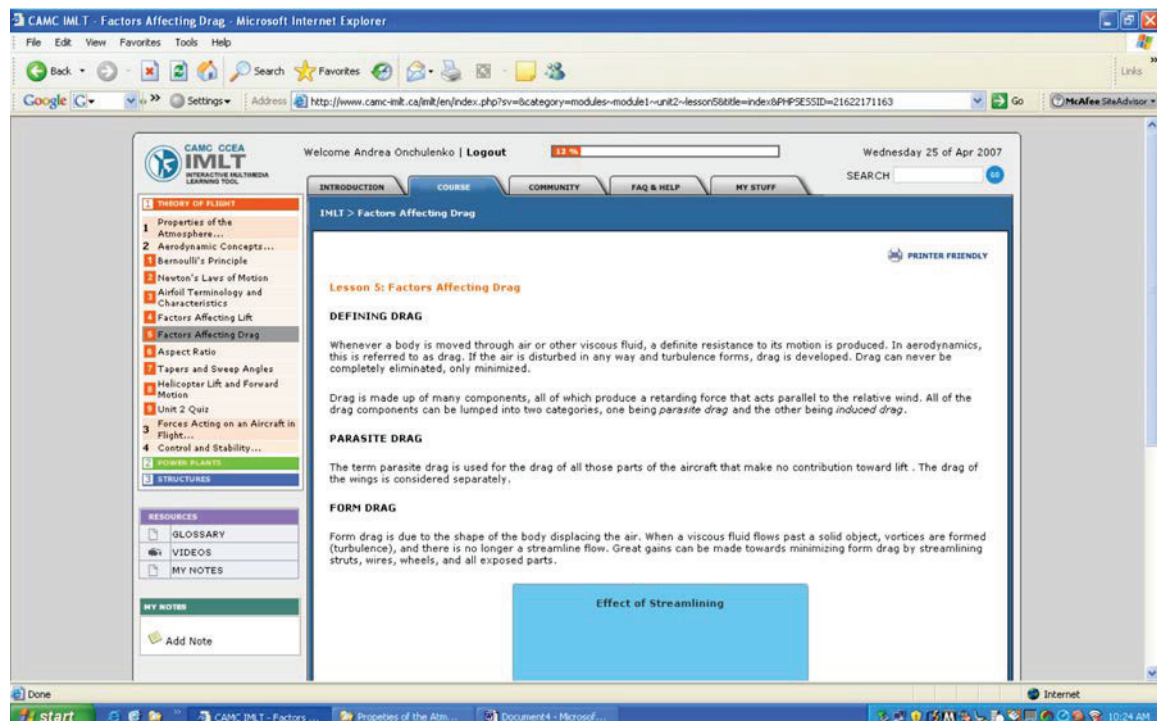 CAMC IMLT - Factors Affecting Drag - Microsoft Internet Explorer
File Edit View Favorites Tools Help
Back Search Favorites
Links
Google G Settings Address http://www.camc-imlt.ca/imlt/en/index.php?sv=&category=modules~module1~unit2~lesson5&title=index&PHPSESSID=21622171163 Go McAfee SiteAdvisor
CAMC CCEA
IMLT
INTERACTIVE MULTIMEDIA
LEARNING TOOL
Welcome Andrea Onchulenko | Logout 12 % Wednesday 25 of Apr 2007
SEARCH GO
INTRODUCTION COURSE COMMUNITY FAQ & HELP MY STUFF
IMLT > Factors Affecting Drag
1 THEORY OF FLIGHT
1 Properties of the
Atmosphere...
2 Aerodynamic Concepts...
1 Bernoulli's Principle
2 Newton's Laws of Motion
3 Airfoil Terminology and
Characteristics
4 Factors Affecting Lift
5 Factors Affecting Drag
6 Aspect Ratio
7 Tapers and Sweep Angles
8 Helicopter Lift and Forward
Motion
9 Unit 2 Quiz
3 Forces Acting on an Aircraft in
Flight...
4 Control and Stability...
2 POWER PLANTS
3 STRUCTURES
RESOURCES
GLOSSARY
VIDEOS
MY NOTES
MY NOTES
Add Note
PRINTER FRIENDLY
Lesson 5: Factors Affecting Drag
DEFINING DRAG
Whenever a body is moved through air or other viscous fluid, a definite resistance to its motion is produced. In aerodynamics,
this is referred to as drag. If the air is disturbed in any way and turbulence forms, drag is developed. Drag can never be
completely eliminated, only minimized.
Drag is made up of many components, all of which produce a retarding force that acts parallel to the relative wind. All of the
drag components can be lumped into two categories, one being parasite drag and the other being induced drag.
PARASITE DRAG
The term parasite drag is used for the drag of all those parts of the aircraft that make no contribution toward lift . The drag of
the wings is considered separately.
FORM DRAG
Form drag is due to the shape of the body displacing the air. When a viscous fluid flows past a solid object, vortices are formed
(turbulence), and there is no longer a streamline flow. Great gains can be made towards minimizing form drag by streamlining
struts, wires, wheels, and all exposed parts.
Effect of Streamlining
Done Internet
start CAMC IMLT - Factors ... Propeties of the Atm... Document4 - Microsof... 10:24 AM